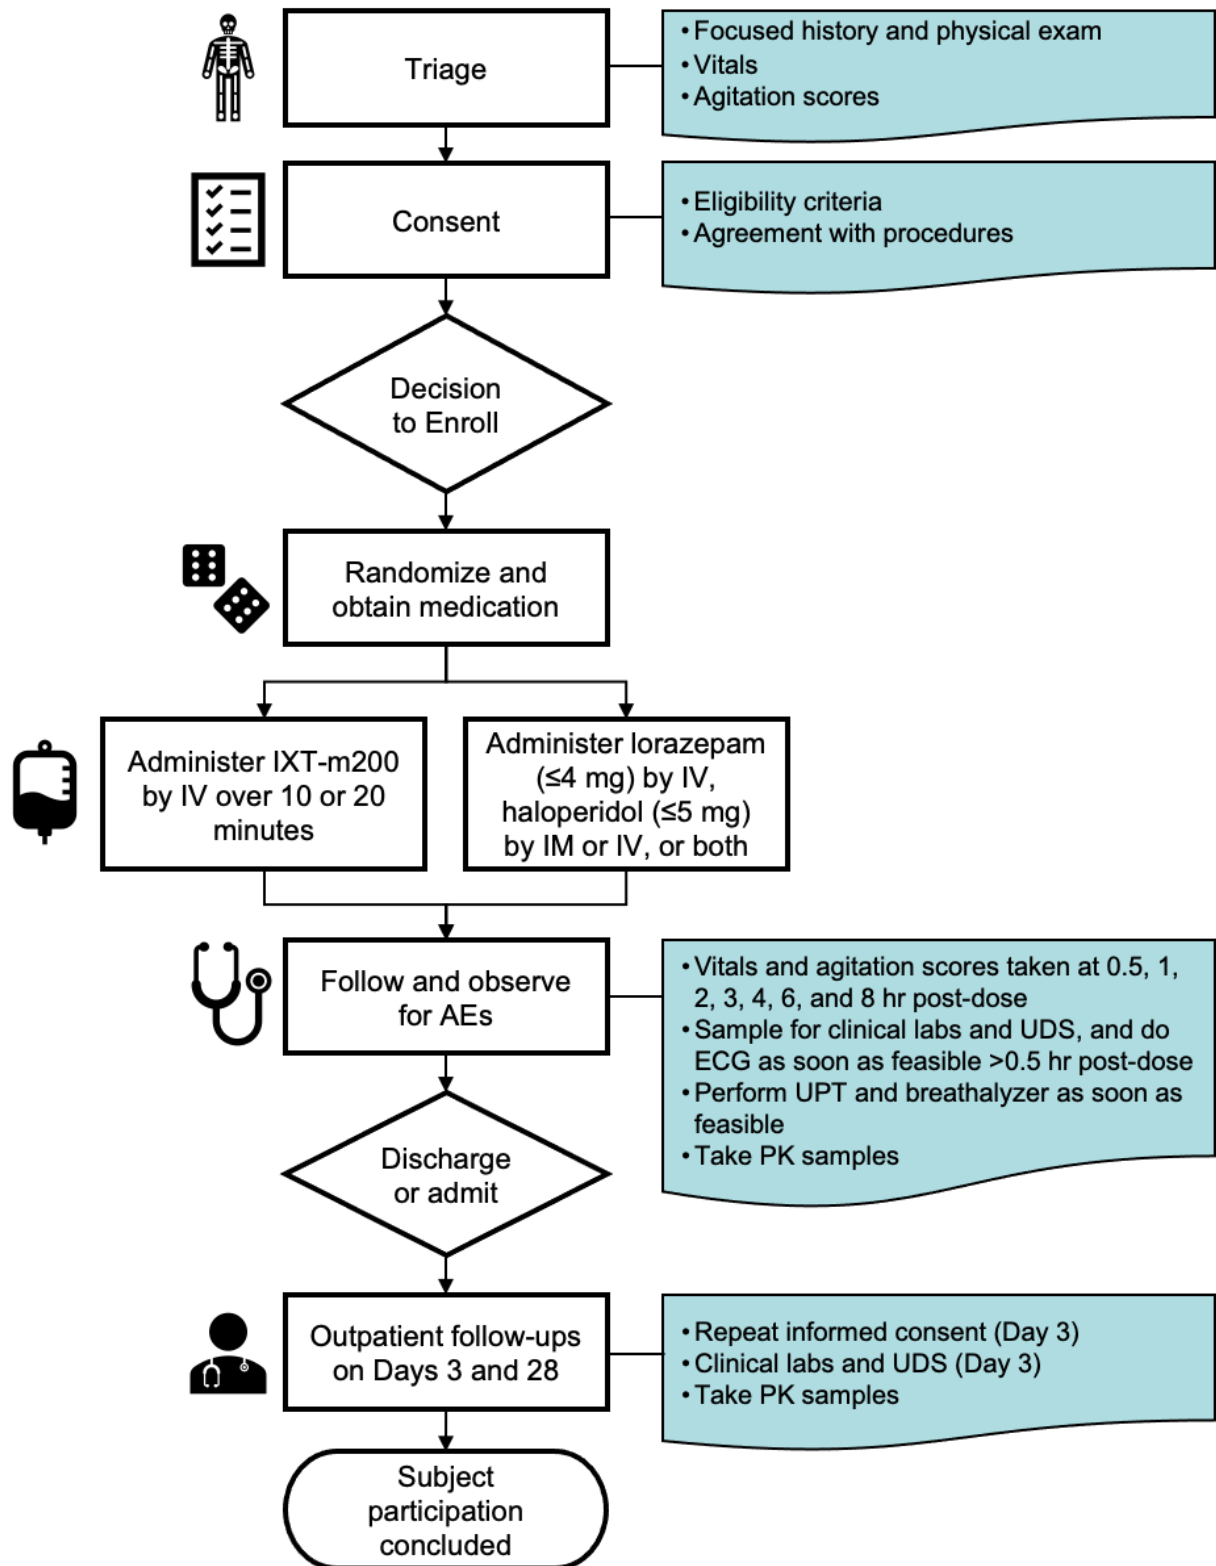 Triage
• Focused history and physical exam
• Vitals
• Agitation scores
Consent
• Eligibility criteria
• Agreement with procedures
Decision
to Enroll
Randomize and
obtain medication
Administer IXT-m200
by IV over 10 or 20
minutes
Administer lorazepam
(≤4 mg) by IV,
haloperidol (≤5 mg)
by IM or IV, or both
Follow and observe
for AEs
• Vitals and agitation scores taken at 0.5, 1,
2, 3, 4, 6, and 8 hr post-dose
• Sample for clinical labs and UDS, and do
ECG as soon as feasible >0.5 hr post-dose
• Perform UPT and breathalyzer as soon as
feasible
• Take PK samples
Discharge
or admit
Outpatient follow-ups
on Days 3 and 28
• Repeat informed consent (Day 3)
• Clinical labs and UDS (Day 3)
• Take PK samples
Subject
participation
concluded